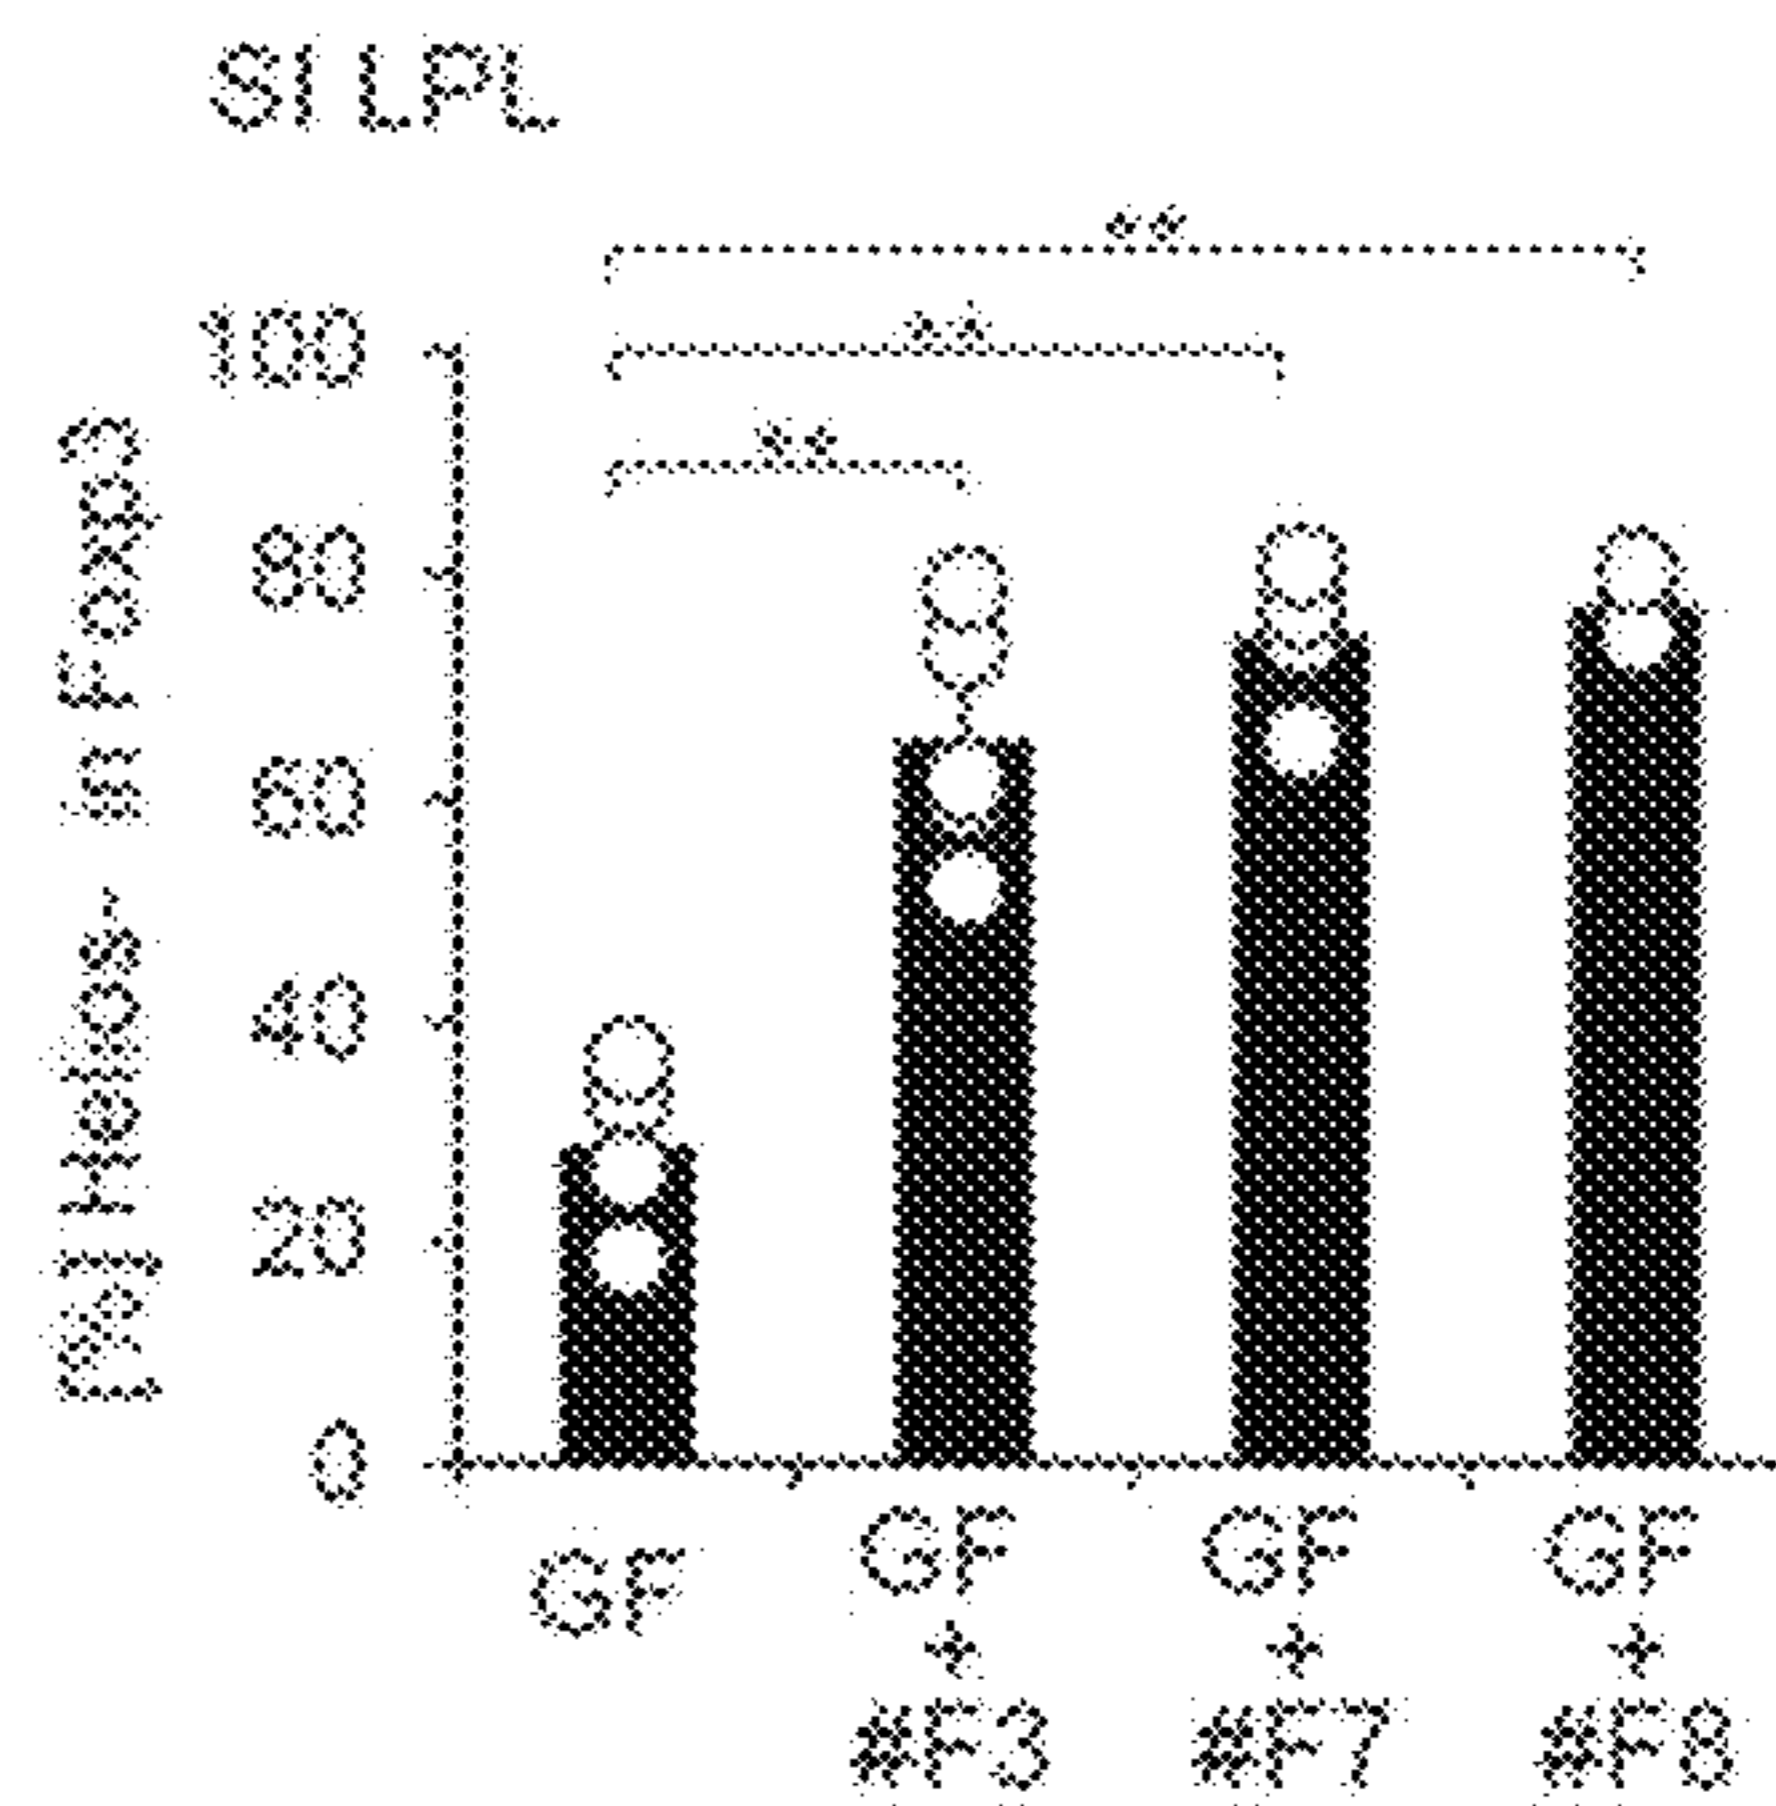 SI LPL
**
**
**
100
80
60
40
20
0
[%] Helios- in Foxp3
GF
GF + #F3
GF + #F7
GF + #F8